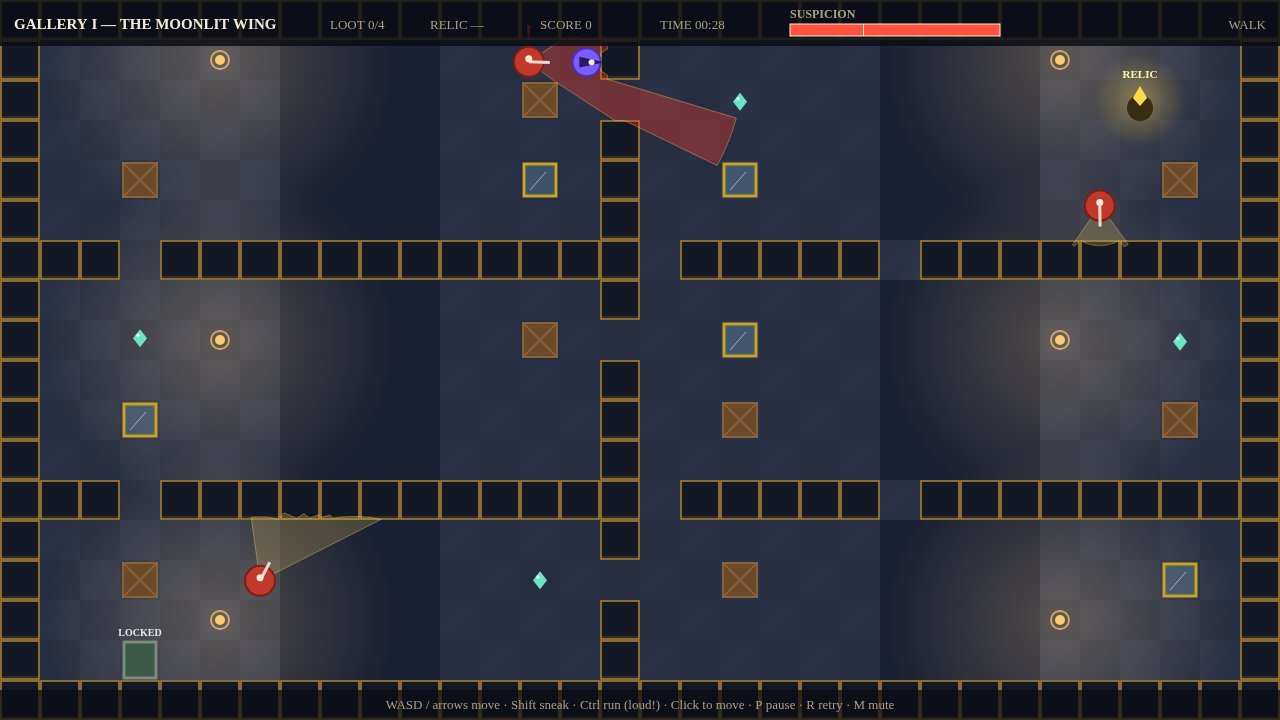 GALLERY I — THE MOONLIT WING
LOOT 0/4
RELIC —
SCORE 0
TIME 00:28
SUSPICION
WALK
RELIC
LOCKED
WASD / arrows move · Shift sneak · Ctrl run (loud!) · Click to move · P pause · R retry · M mute